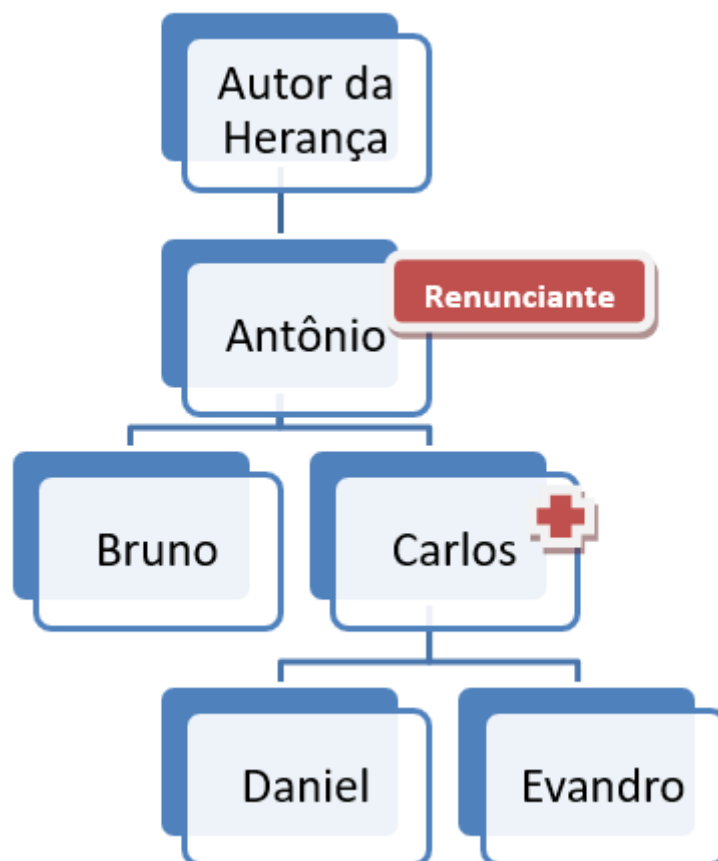 Autor da
Herança
Renunciante
Antônio
Bruno
Carlos
Daniel
Evandro